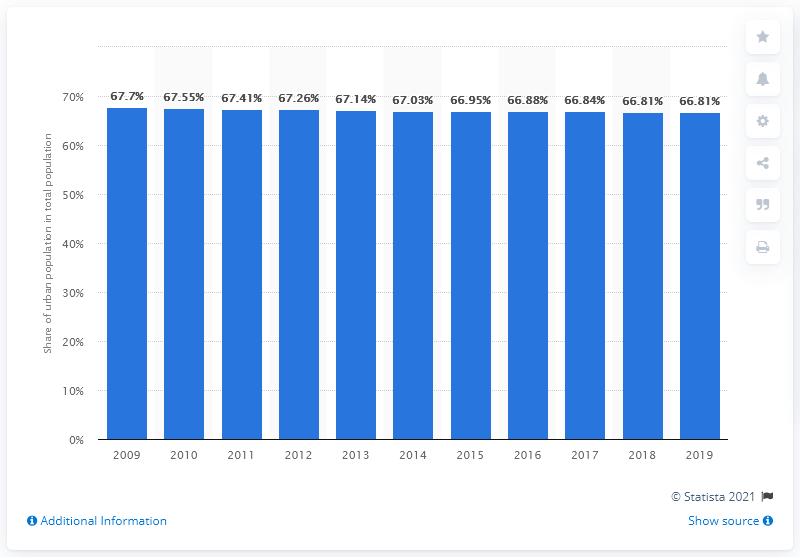 67.7% 67.55% 67.41% 67.26% 67.14% 67.03% 66.95% 66.88% 66.84% 66.81% 66.81%
70%
60%
50%
40%
30%
20%
10%
0%
Share of urban population in total population
2009 2010 2011 2012 2013 2014 2015 2016 2017 2018 2019
© Statista 2021
Additional Information
Show source